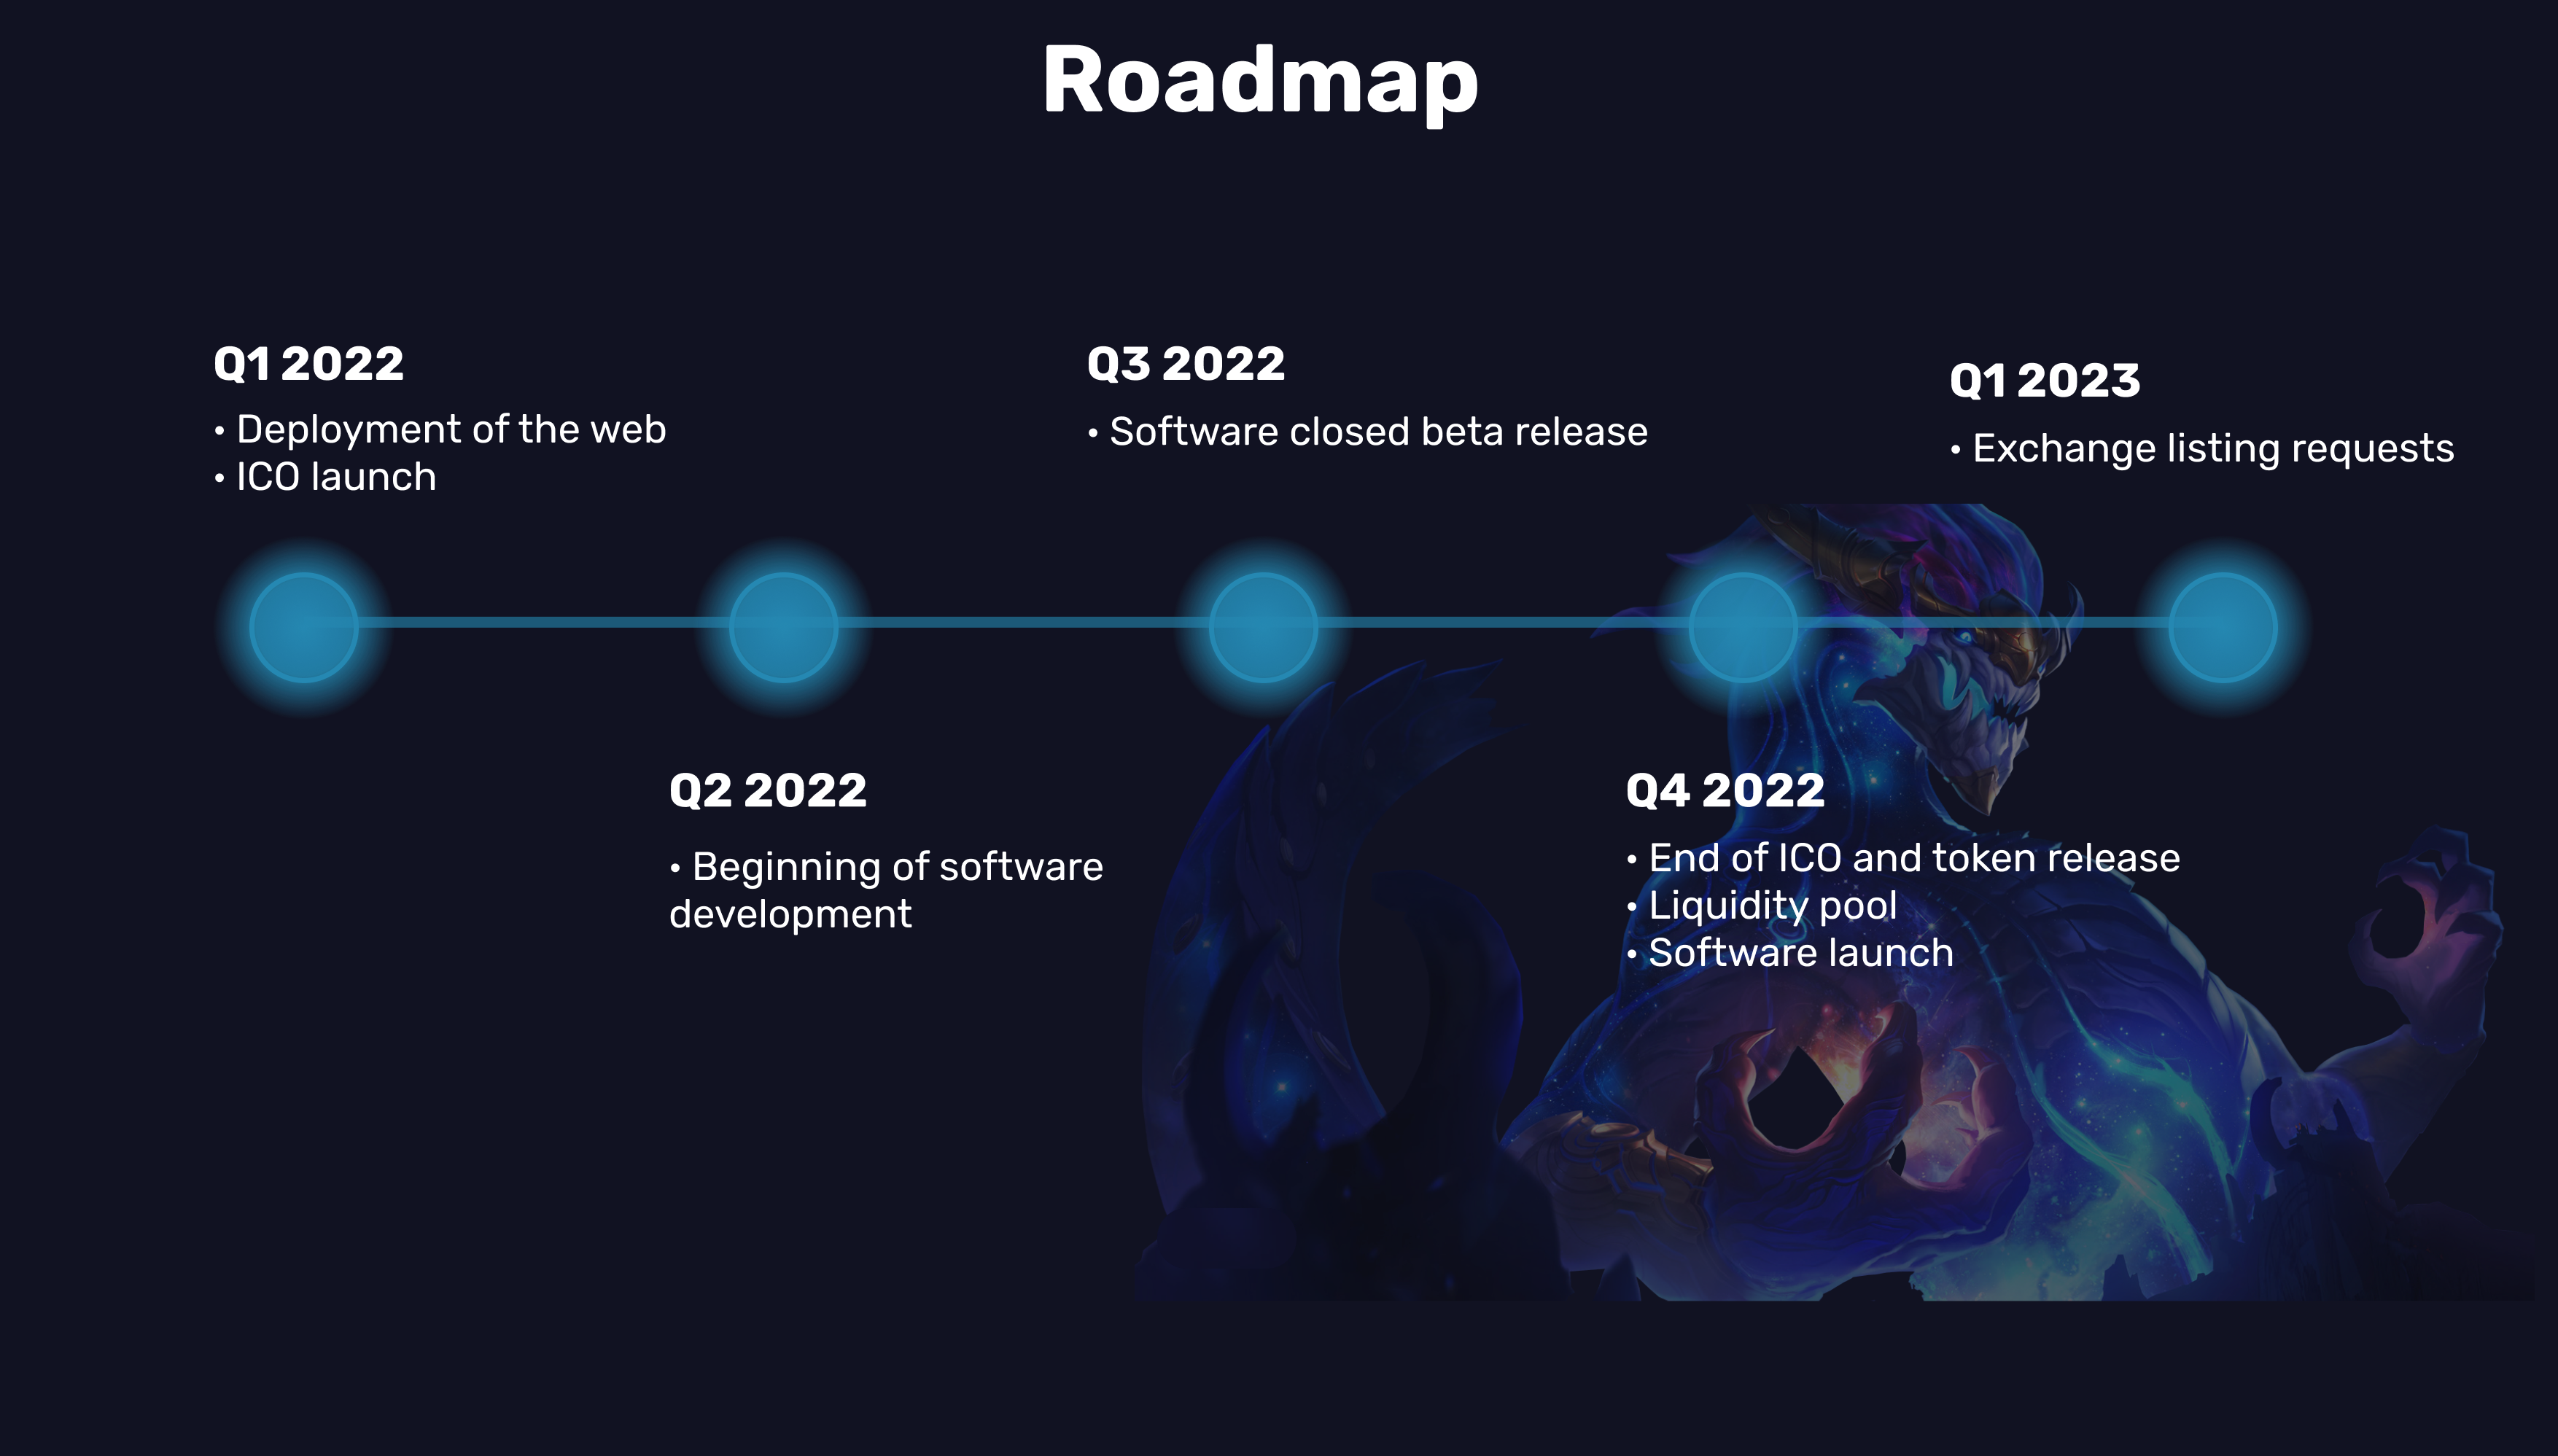 Roadmap
Q1 2022
• Deployment of the web
• ICO launch
Q2 2022
• Beginning of software
development
Q3 2022
• Software closed beta release
Q4 2022
• End of ICO and token release
• Liquidity pool
• Software launch
Q1 2023
• Exchange listing requests